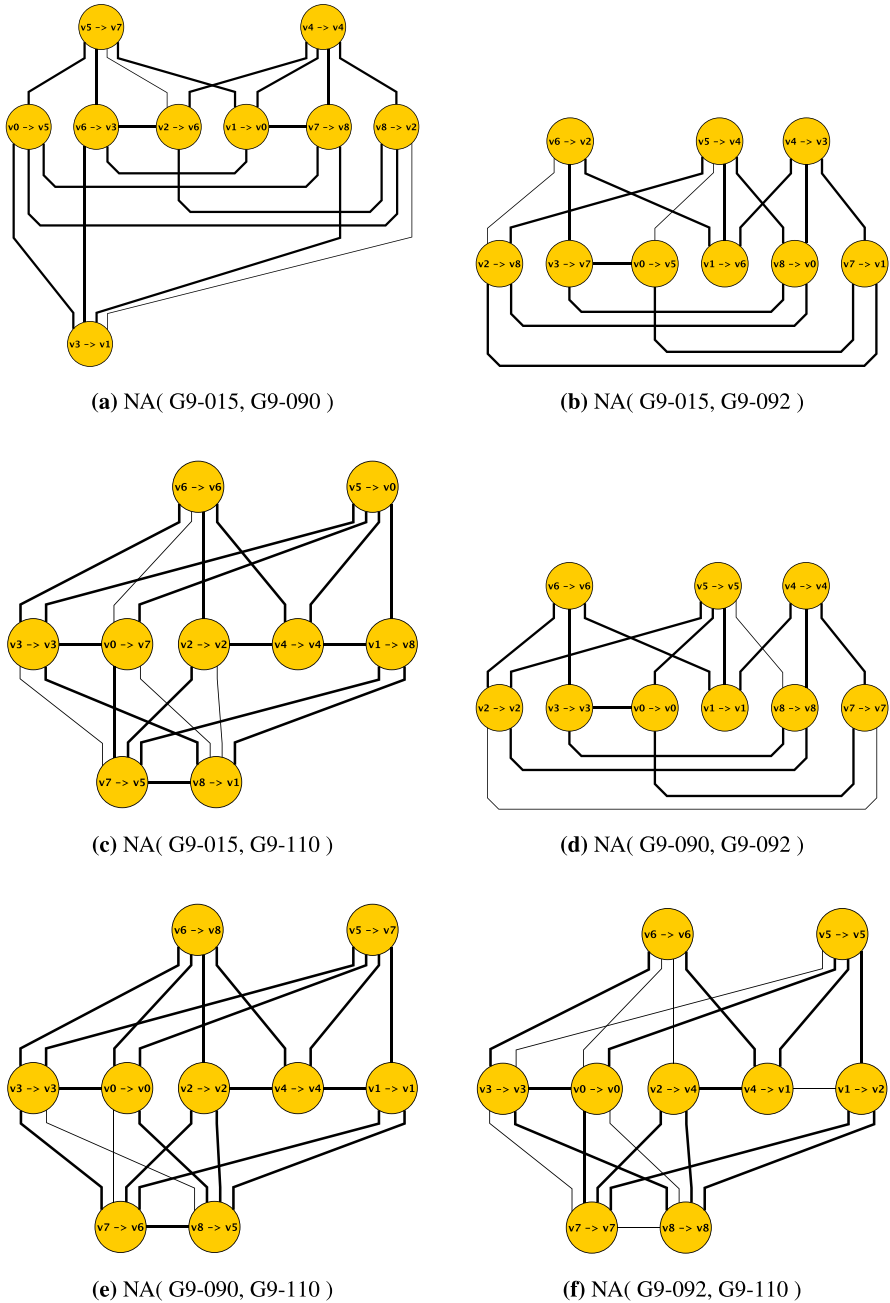 v5 -> v7 v4 -> v4
v0 -> v5 v6 -> v3 v2 -> v6 v1 -> v0 v7 -> v8 v8 -> v2
v3 -> v1
(a) NA( G9-015, G9-090 )
v6 -> v2 v5 -> v4 v4 -> v3
v2 -> v8 v3 -> v7 v0 -> v5 v1 -> v6 v8 -> v0 v7 -> v1
(b) NA( G9-015, G9-092 )
v6 -> v6 v5 -> v0
v3 -> v3 v0 -> v7 v2 -> v2 v4 -> v4 v1 -> v8
v7 -> v5 v8 -> v1
(c) NA( G9-015, G9-110 )
v6 -> v6 v5 -> v5 v4 -> v4
v2 -> v2 v3 -> v3 v0 -> v0 v1 -> v1 v8 -> v8 v7 -> v7
(d) NA( G9-090, G9-092 )
v6 -> v8 v5 -> v7
v3 -> v3 v0 -> v0 v2 -> v2 v4 -> v4 v1 -> v1
v7 -> v6 v8 -> v5
(e) NA( G9-090, G9-110 )
v6 -> v6 v5 -> v5
v3 -> v3 v0 -> v0 v2 -> v4 v4 -> v1 v1 -> v2
v7 -> v7 v8 -> v8
(f) NA( G9-092, G9-110 )